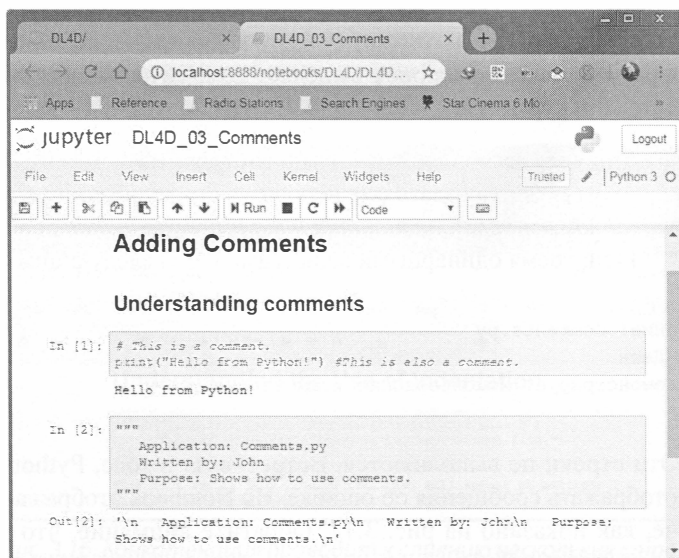 DL4D/
DL4D_03_Comments
localhost:8888/notebooks/DL4D/DL4D...
Apps Reference Radio Stations Search Engines Star Cinema 6 Mo
jupyter DL4D_03_Comments
Logout
File Edit View Insert Cell Kernel Widgets Help Trusted Python 3
Run Code
Adding Comments
Understanding comments
In [1]: # This is a comment.
print("Hello from Python!") #This is also a comment.
Hello from Python!
In [2]: """
Application: Comments.py
Written by: John
Purpose: Shows how to use comments.
"""
Out[2]: '\n   Application: Comments.py\n   Written by: John\n   Purpose:
Shows how to use comments.\n'